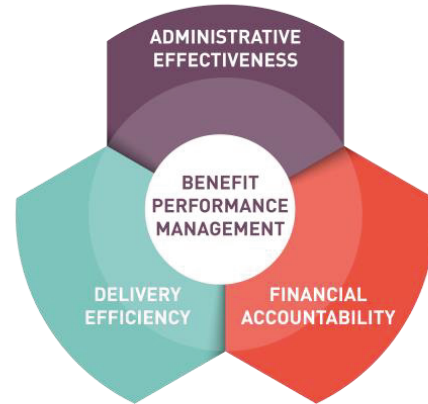 ADMINISTRATIVE
EFFECTIVENESS
BENEFIT
PERFORMANCE
MANAGEMENT
DELIVERY
EFFICIENCY
FINANCIAL
ACCOUNTABILITY